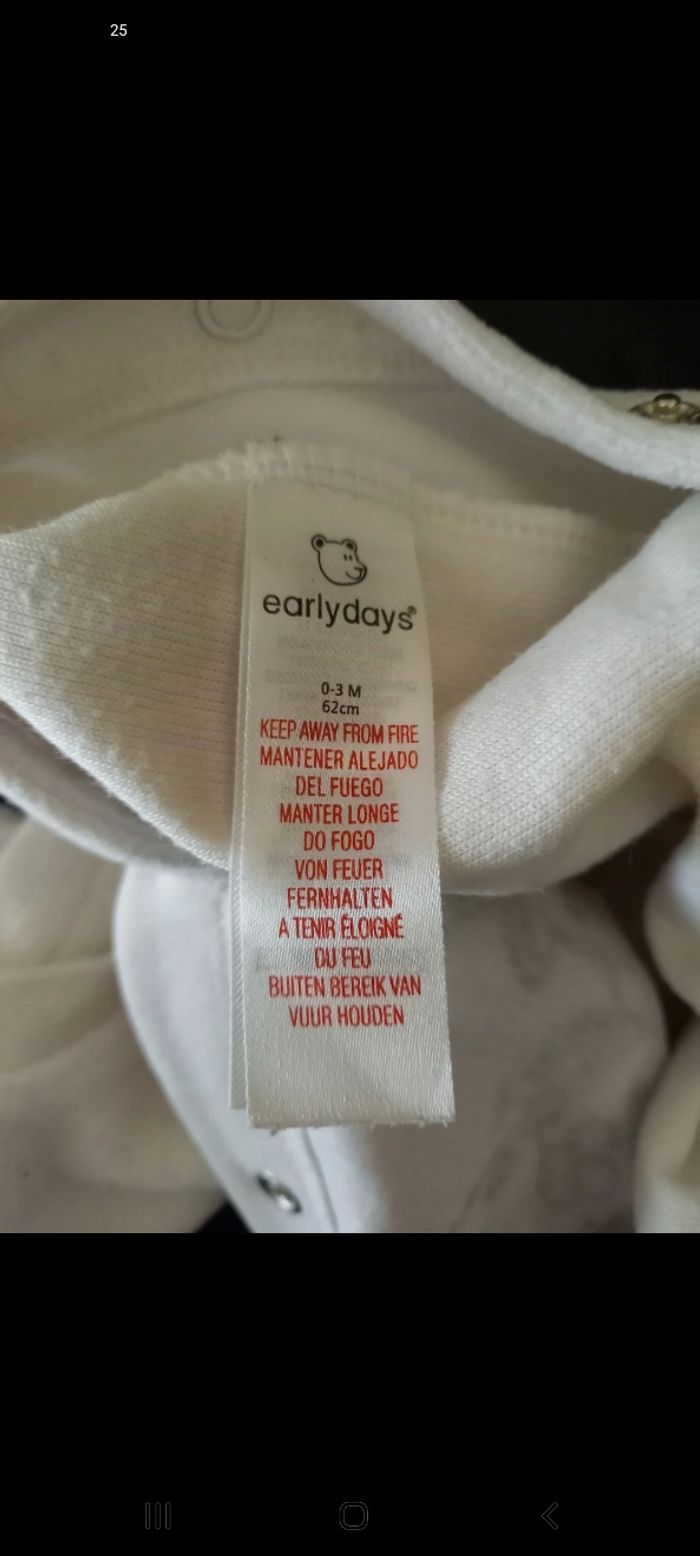 25
earlydays®
0-3 M
62cm
KEEP AWAY FROM FIRE
MANTENER ALEJADO
DEL FUEGO
MANTER LONGE
DO FOGO
VON FEUER
FERNHALTEN
A TENIR ÉLOIGNÉ
DU FEU
BUITEN BEREIK VAN
VUUR HOUDEN